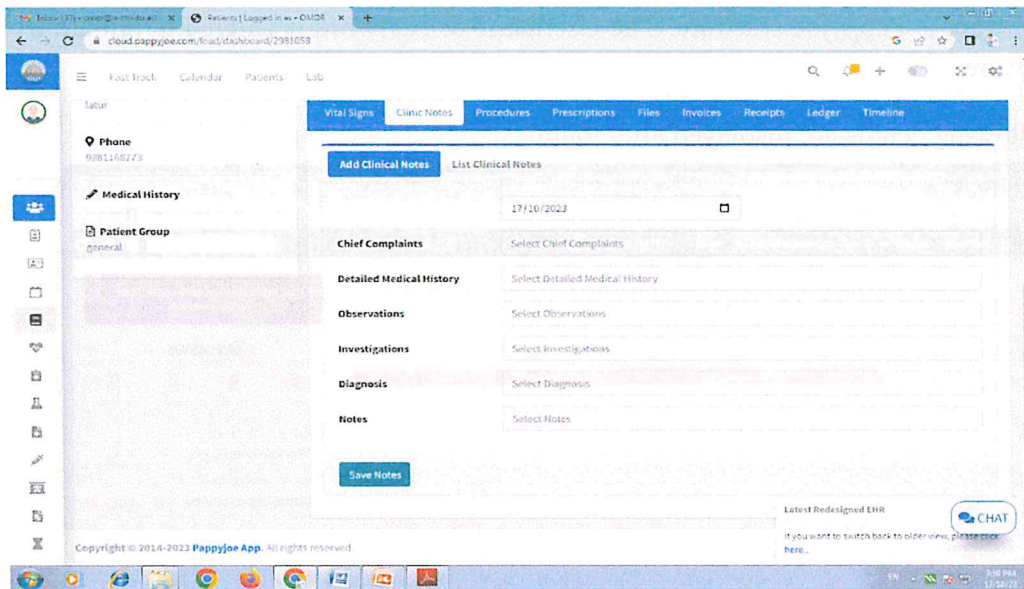 Patients | Logged in as - OMDR
cloud.pappyjoe.com/load/dashboard/2981058
Fast Track Calendar Patients Lab
latur
Vital Signs Clinic Notes Procedures Prescriptions Files Invoices Receipts Ledger Timeline
Phone
9881168273
Add Clinical Notes List Clinical Notes
Medical History
17/10/2023
Patient Group
general
Chief Complaints Select Chief Complaints
Detailed Medical History Select Detailed Medical History
Observations Select Observations
Investigations Select Investigations
Diagnosis Select Diagnosis
Notes Select Notes
Save Notes
Latest Redesigned EHR
CHAT
If you want to switch back to older view, please click
here..
Copyright © 2014-2023 Pappyjoe App. All rights reserved.
EN